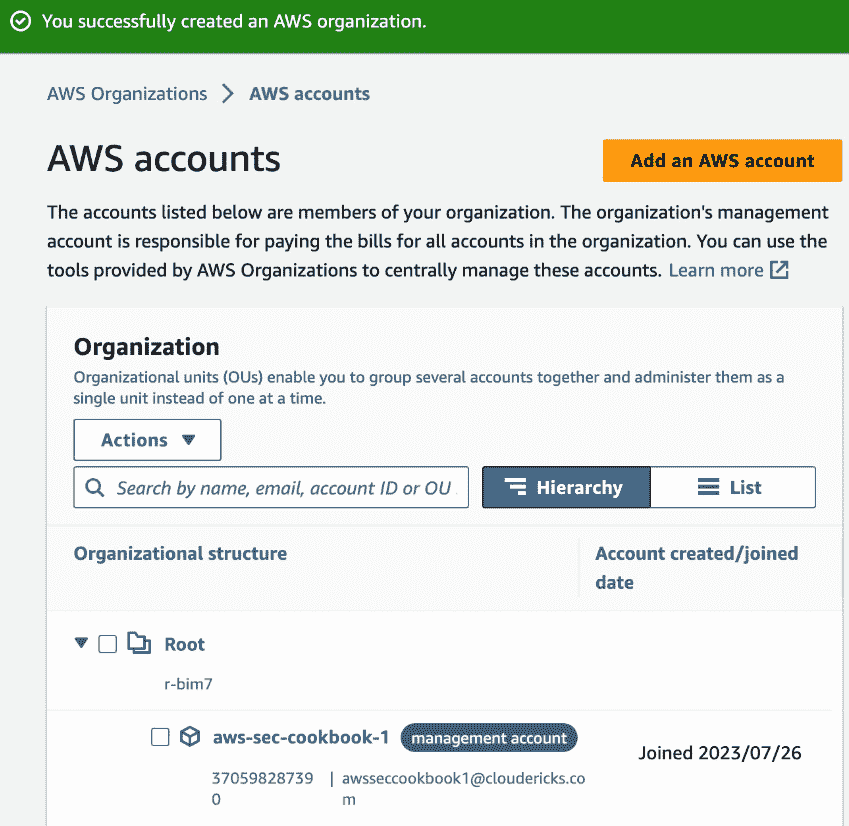 You successfully created an AWS organization.
AWS Organizations > AWS accounts
AWS accounts
Add an AWS account
The accounts listed below are members of your organization. The organization's management
account is responsible for paying the bills for all accounts in the organization. You can use the
tools provided by AWS Organizations to centrally manage these accounts. Learn more
Organization
Organizational units (OUs) enable you to group several accounts together and administer them as a
single unit instead of one at a time.
Actions
Search by name, email, account ID or OU
Hierarchy
List
Organizational structure
Account created/joined
date
Root
r-bim7
aws-sec-cookbook-1 management account
Joined 2023/07/26
37059828739 | awsseccookbook1@cloudericks.co
0 m